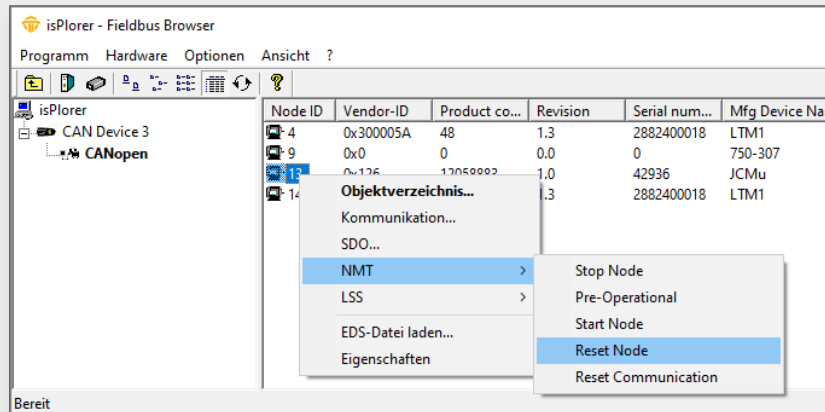 isPlorer - Fieldbus Browser
Programm Hardware Optionen Ansicht ?
isPlorer
CAN Device 3
CANopen
Node ID Vendor-ID Product co... Revision Serial num... Mfg Device Na
4 0x300005A 48 1.3 2882400018 LTM1
9 0x0 0 0.0 0 750-307
13 0x126 12058883 1.0 42936 JCMu
14 1.3 2882400018 LTM1
Objektverzeichnis...
Kommunikation...
SDO...
NMT
LSS
EDS-Datei laden...
Eigenschaften
Stop Node
Pre-Operational
Start Node
Reset Node
Reset Communication
Bereit